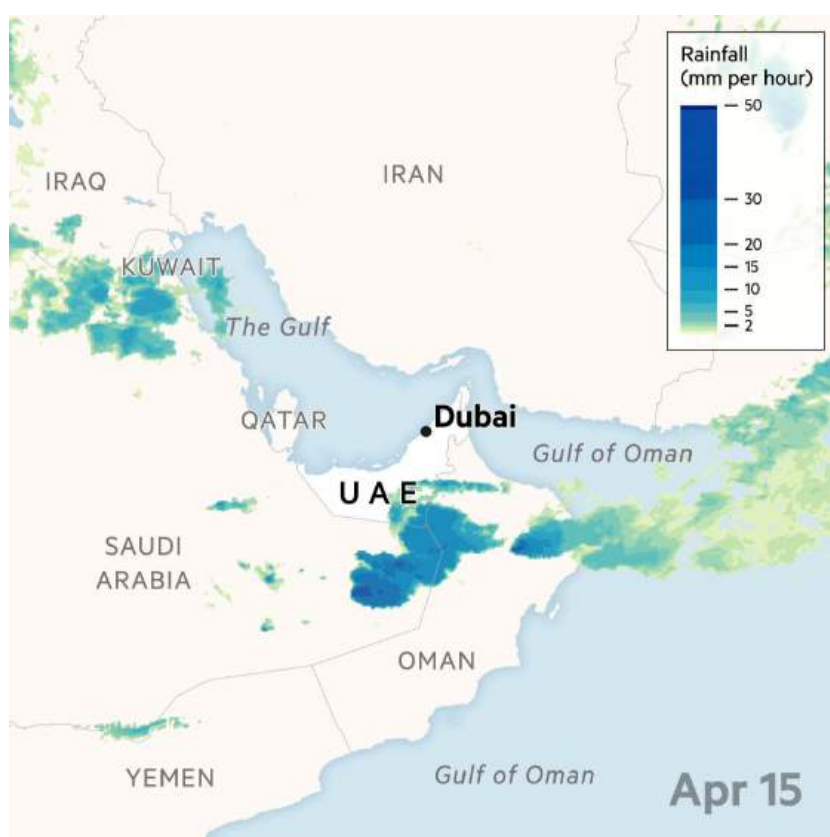 Rainfall
(mm per hour)
50
30
20
15
10
5
2
IRAN
IRAQ
KUWAIT
The Gulf
QATAR
Dubai
Gulf of Oman
UAE
SAUDI
ARABIA
OMAN
YEMEN
Gulf of Oman
Apr 15